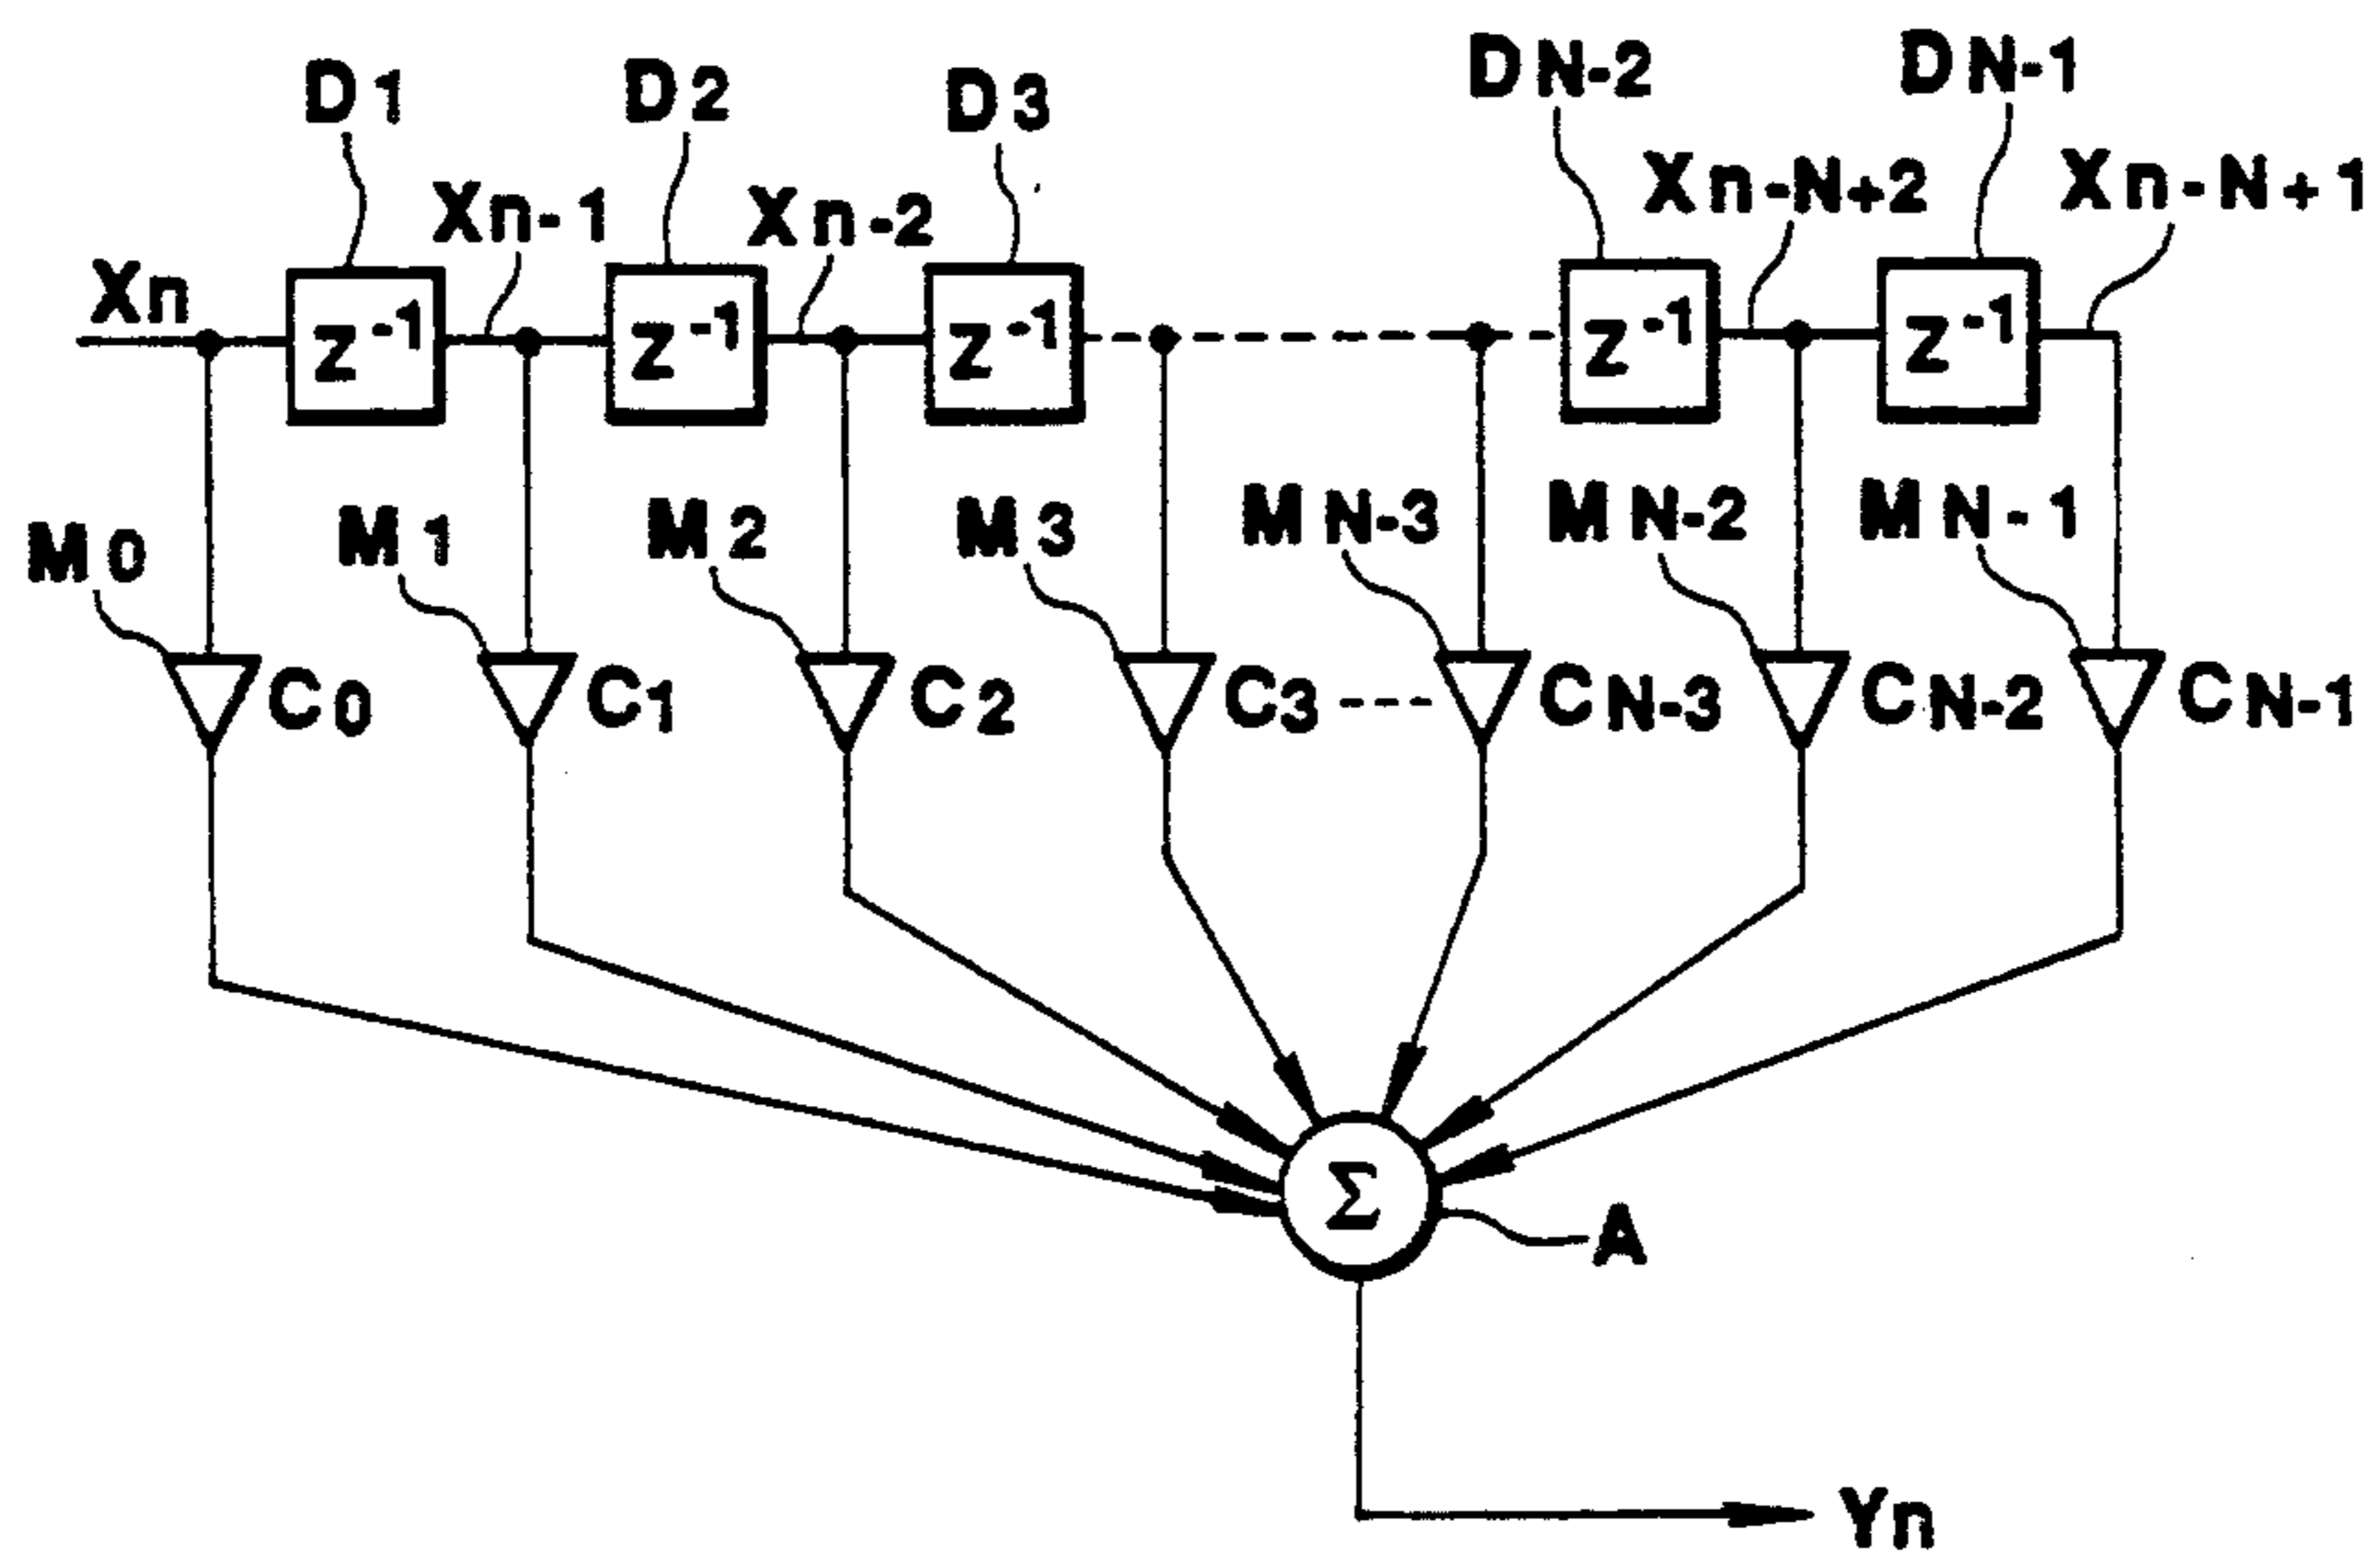 D1 D2 D3 DN-2 DN-1
Xn-1 Xn-2 Xn-N+2 Xn-N+1
Xn
z-1 z-1 z-1 z-1 z-1
M0 M1 M2 M3 MN-3 MN-2 MN-1
C0 C1 C2 C3 --- CN-3 CN-2 CN-1
Σ
A
Yn